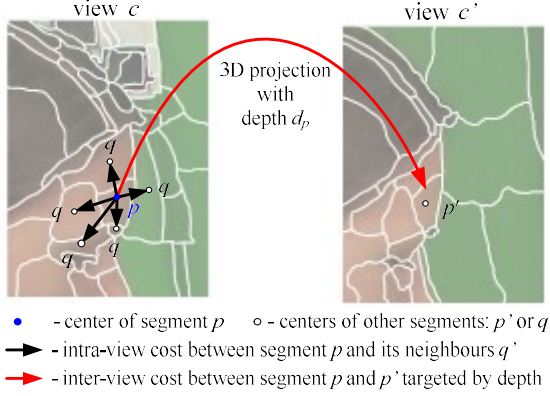 view c
view c'
3D projection
with
depth dp
q
q
q
p
q
q
p'
- center of segment p
- centers of other segments: p' or q
- intra-view cost between segment p and its neighbours q'
- inter-view cost between segment p and p' targeted by depth